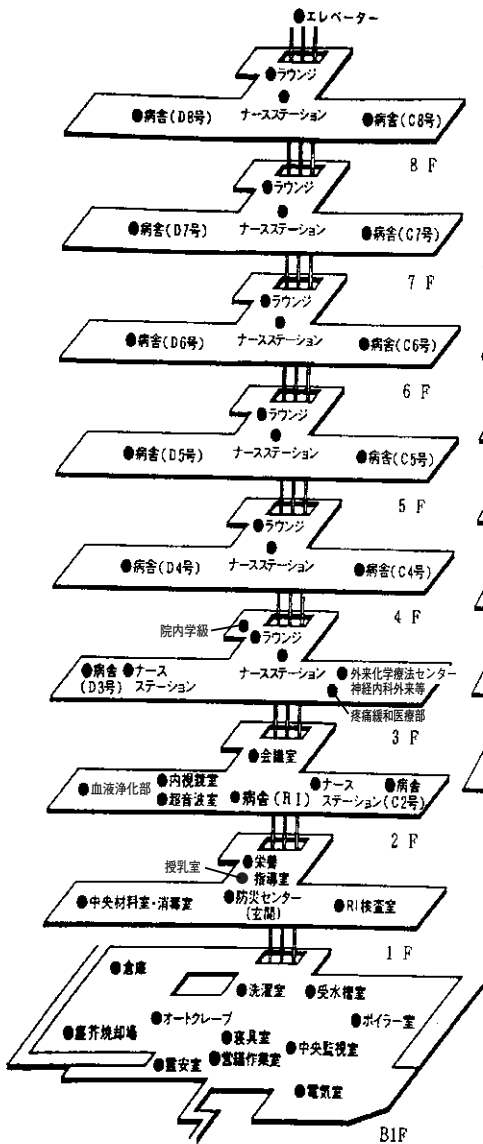 ●エレベーター
●ラウンジ
●病舎(D8号)
ナースステーション
●病舎(C8号)
8 F
●ラウンジ
●病舎(D7号)
ナースステーション
●病舎(C7号)
7 F
●ラウンジ
●病舎(D6号)
ナースステーション
●病舎(C6号)
6 F
●ラウンジ
●病舎(D5号)
ナースステーション
●病舎(C5号)
5 F
●ラウンジ
●病舎(D4号)
ナースステーション
●病舎(C4号)
4 F
院内学級
●ラウンジ
●病舎
(D3号)
●ナース
ステーション
ナースステーション
●外来化学療法センター
神経内科外来等
●疼痛緩和医療部
3 F
●会議室
●血液浄化部
●内視鏡室
●超音波室
●病舎(RI)
●ナース
ステーション
●病舎
(C2号)
2 F
●栄養
指導室
授乳室
●中央材料室・消毒室
●防災センター
(玄関)
●RI検査室
1 F
●倉庫
●洗濯室
●受水槽室
●オートクレーブ
●ボイラー室
●塵芥焼却場
●寝具室
●中央監視室
●霊安室
●営繕作業室
●電気室
B1F